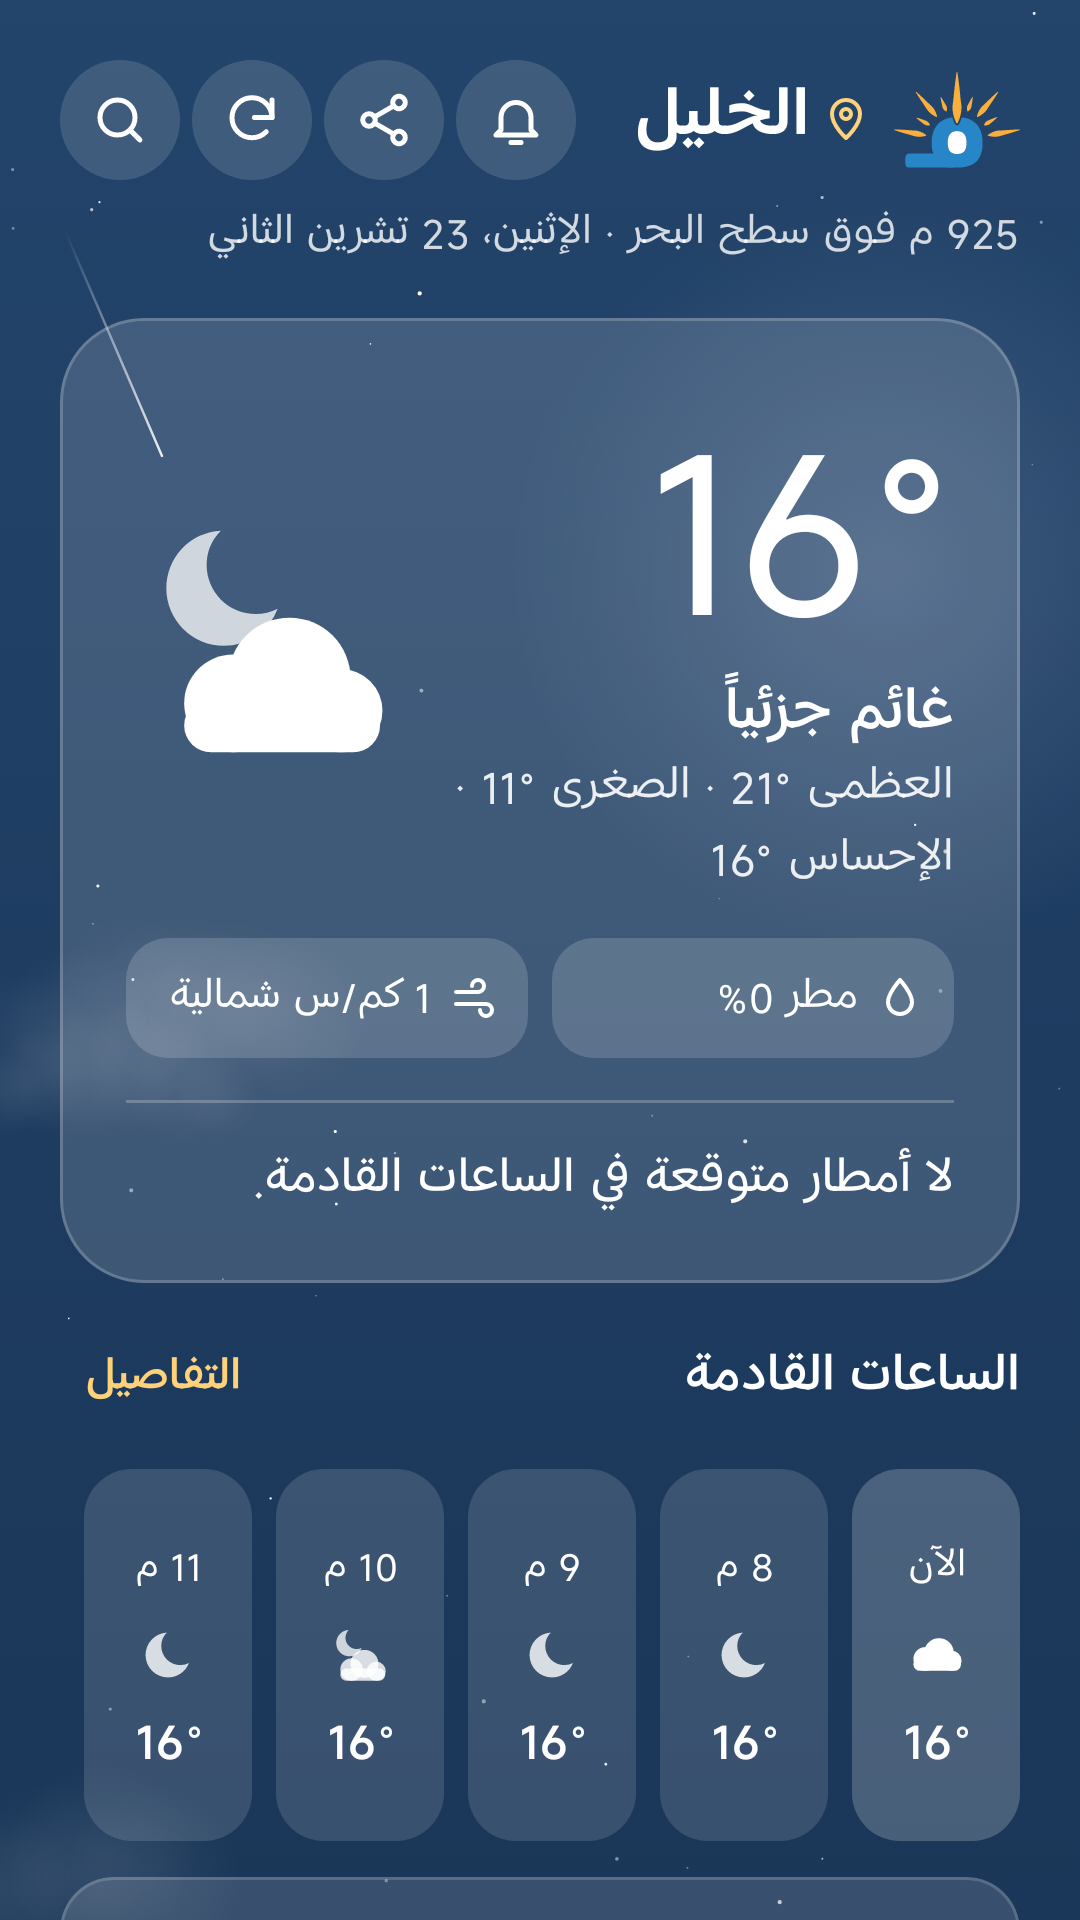 الخليل
925 م فوق سطح البحر · الإثنين، 23 تشرين الثاني
16°
غائم جزئياً
العظمى 21° · الصغرى 11° ·
الإحساس 16°
مطر 0%
1 كم/س شمالية
لا أمطار متوقعة في الساعات القادمة.
الساعات القادمة
التفاصيل
الآن
8 م
9 م
10 م
11 م
16°
16°
16°
16°
16°